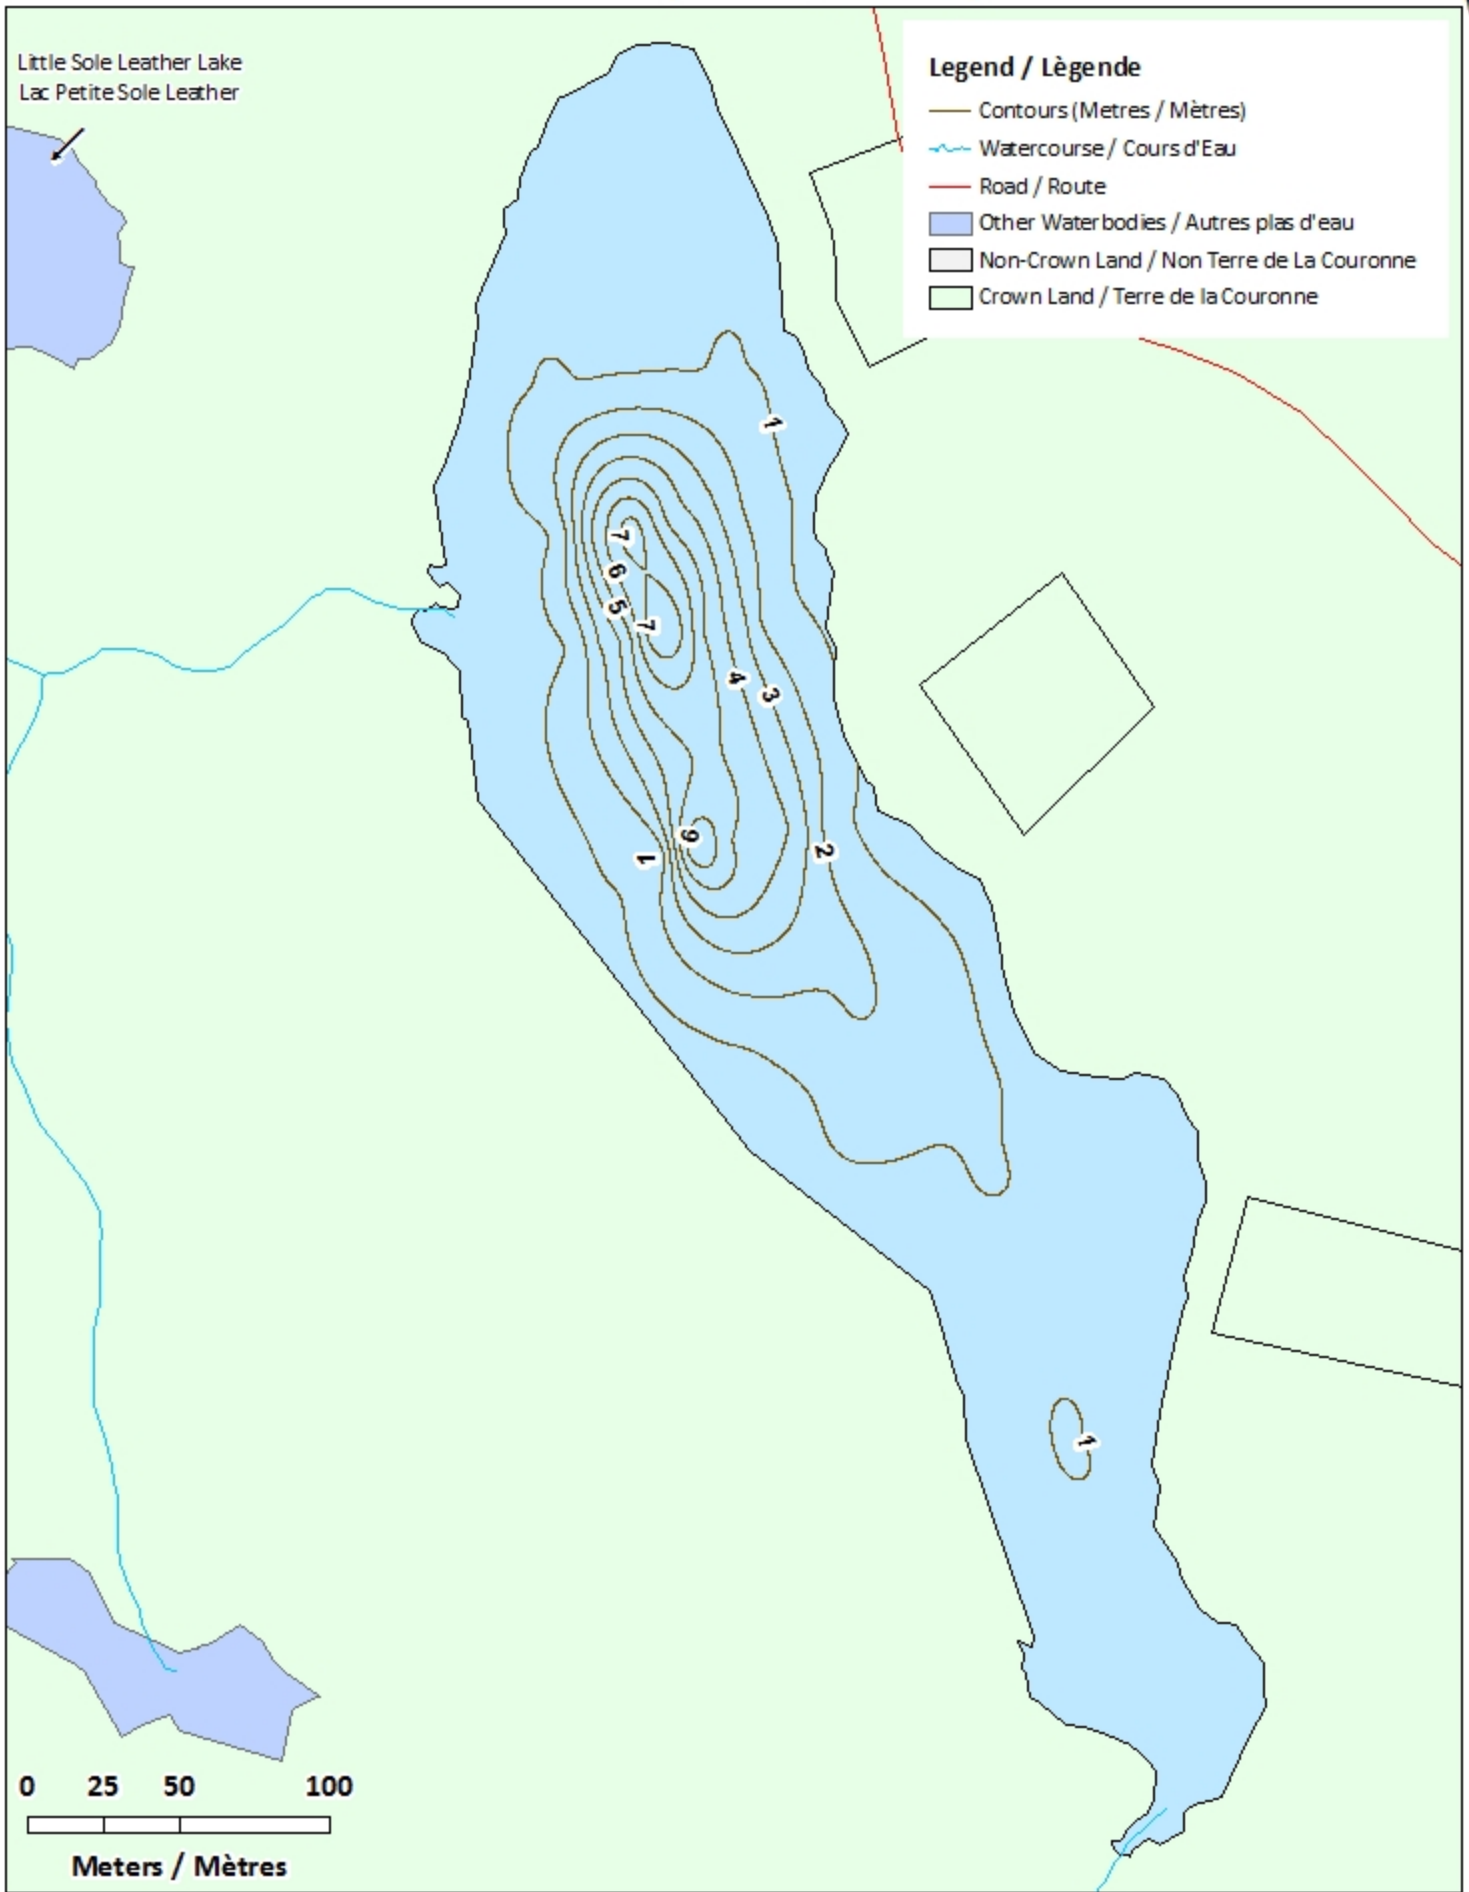 Little Sole Leather Lake
Lac Petite Sole Leather
Legend / Lègende
Contours (Metres / Mètres)
Watercourse / Cours d'Eau
Road / Route
Other Waterbodies / Autres plas d'eau
Non-Crown Land / Non Terre de La Couronne
Crown Land / Terre de la Couronne
1
7
6
5
7
4
3
6
2
1
1
0 25 50 100
Meters / Mètres